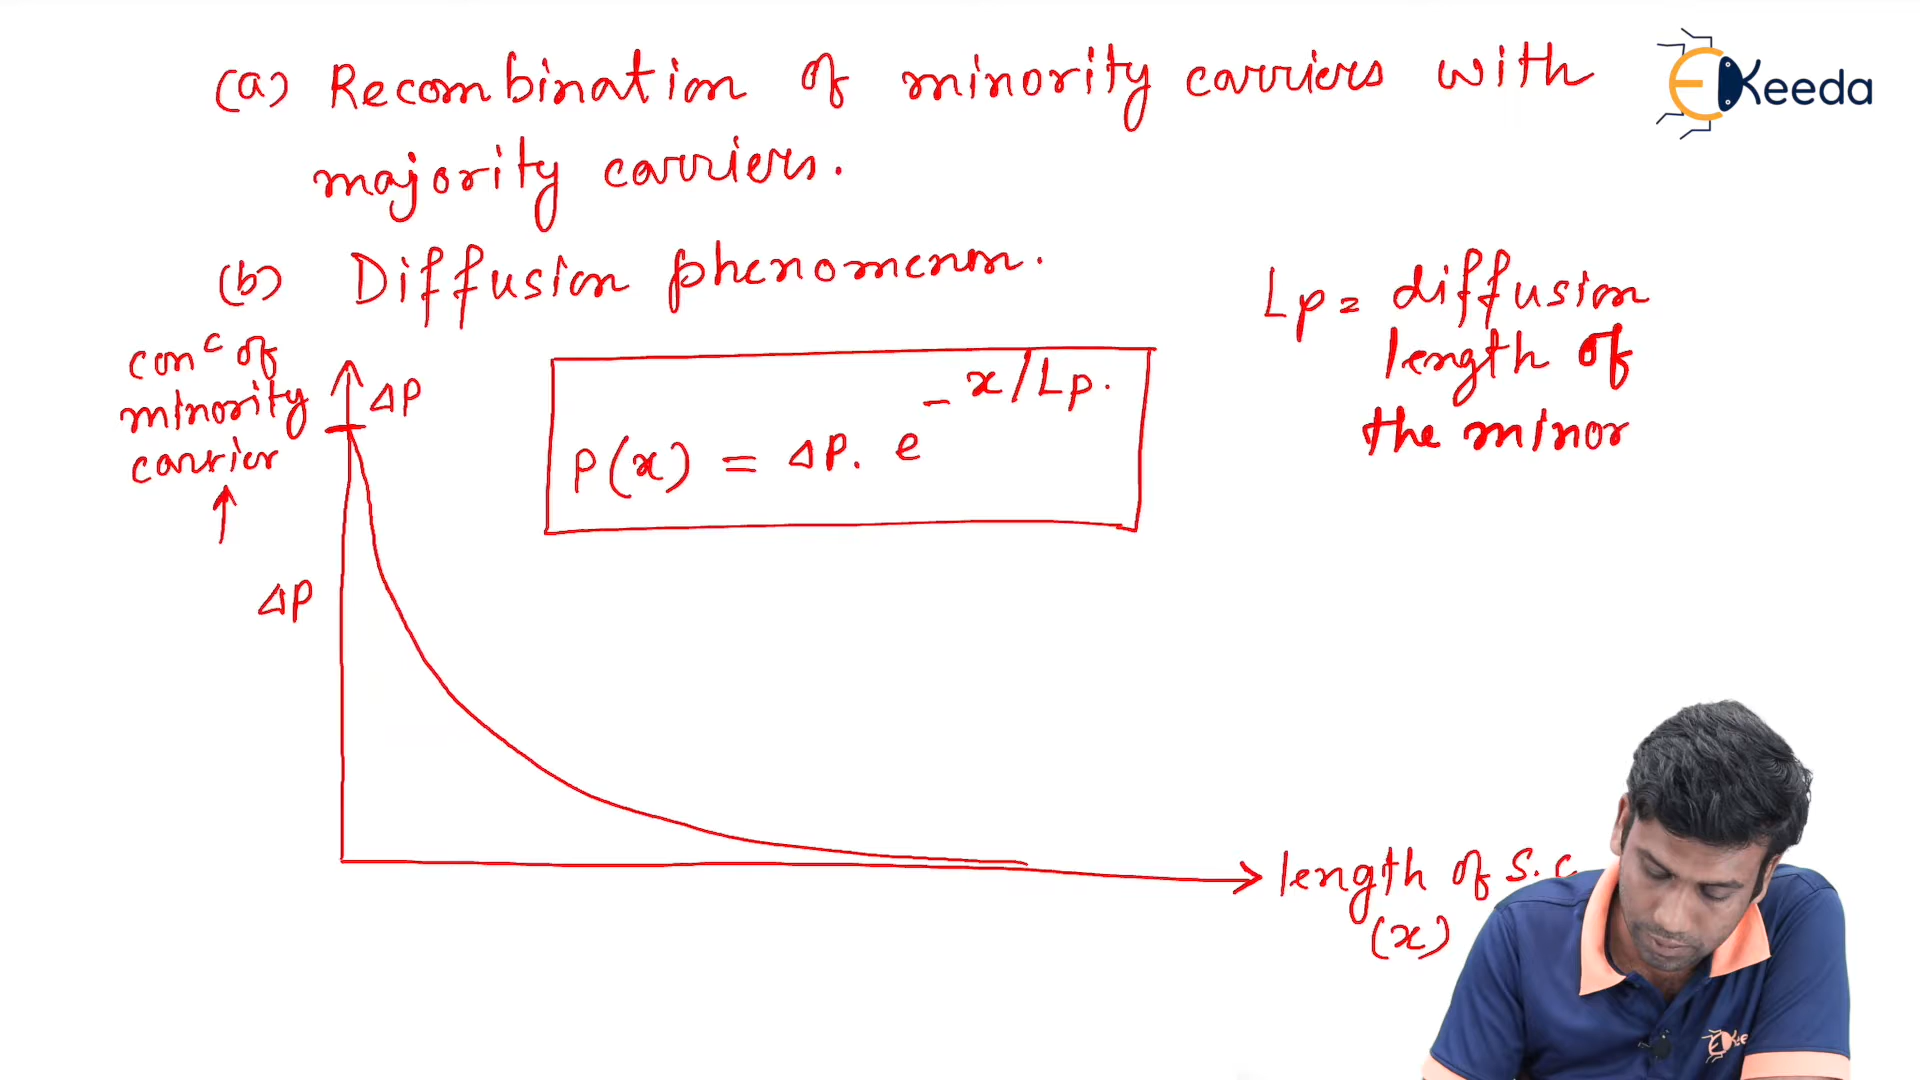 (a) Recombination of minority carriers with
majority carriers.
(b) Diffusion phenomenon.
EKeeda
Lp = diffusion
length of
the minor
conc of
minority
carrier
ΔP
P(x) = ΔP. e^-x/Lp.
ΔP
length of s.c
(x)